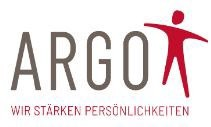 ARGO
WIR STÄRKEN PERSÖNLICHKEITEN